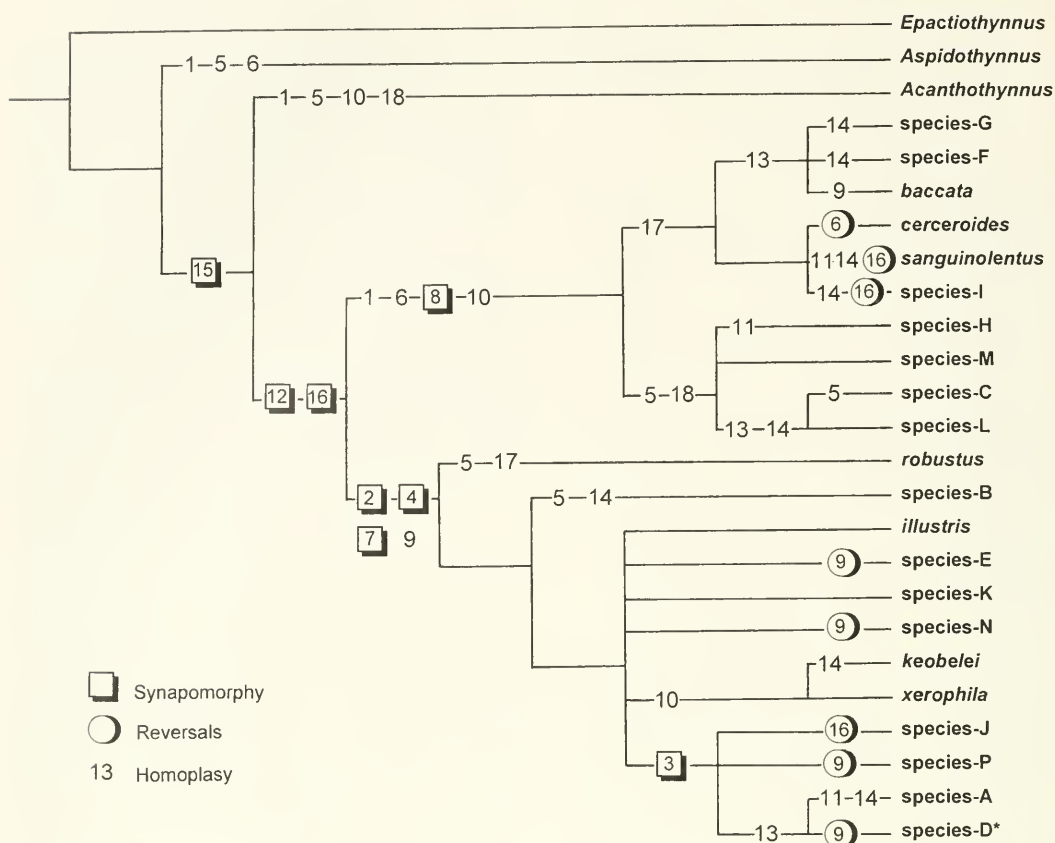 Epactiothynnus
1–5–6 Aspidothynnus
1–5–10–18 Acanthothynnus
14 species-G
13 14 species-F
9 baccata
17 6 cerceroides
11 14 16 sanguinolentus
15
14 16 species-I
1–6 8 10
11 species-H
species-M
12 16 5–18 5 species-C
13–14 species-L
5–17 robustus
2 4 5–14 species-B
7 9 illustris
9 species-E
species-K
9 species-N
14 keobelei
Synapomorphy 10 xerophila
Reversals 16 species-J
13 Homoplasy 3 9 species-P
11–14 species-A
13 9 species-D*